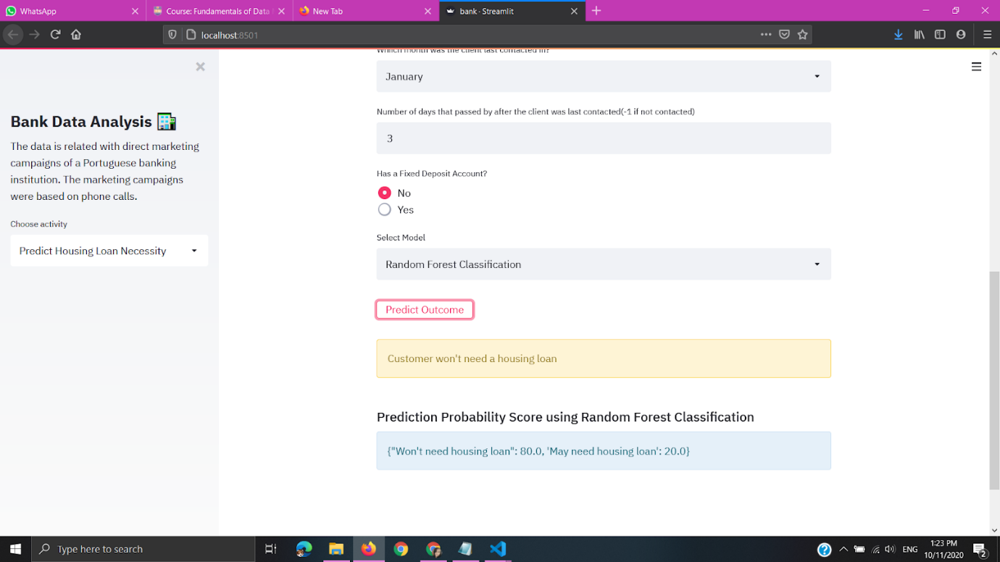 WhatsApp
Course: Fundamentals of Data
New Tab
bank · Streamlit
localhost:8501
Which month was the client last contacted in?
January
Bank Data Analysis
The data is related with direct marketing
campaigns of a Portuguese banking
institution. The marketing campaigns
were based on phone calls.
Choose activity
Predict Housing Loan Necessity
Number of days that passed by after the client was last contacted(-1 if not contacted)
3
Has a Fixed Deposit Account?
No
Yes
Select Model
Random Forest Classification
Predict Outcome
Customer won't need a housing loan
Prediction Probability Score using Random Forest Classification
{"Won't need housing loan": 80.0, 'May need housing loan': 20.0}
Type here to search
ENG
1:23 PM
10/11/2020
2